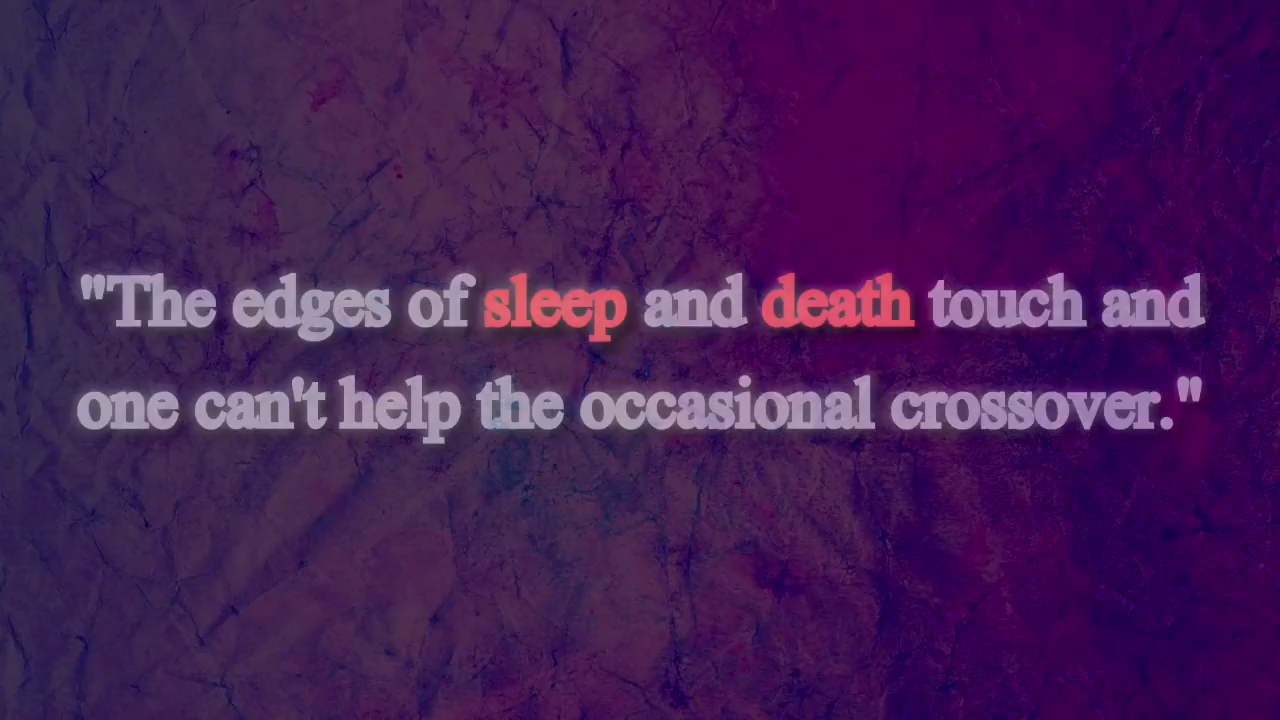 "The edges of sleep and death touch and
one can't help the occasional crossover."